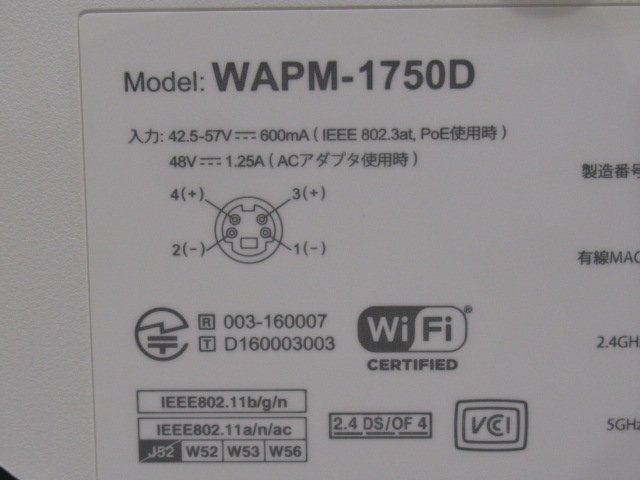 Model: WAPM-1750D
入力: 42.5-57V⎓600mA ( IEEE 802.3at, PoE使用時 )
48V⎓1.25A ( ACアダプタ使用時 )
4(+) 3(+)
2(-) 1(-)
製造番号
有線MAC
R 003-160007
T D160003003
Wi Fi ®
CERTIFIED
2.4GHz
IEEE802.11b/g/n
IEEE802.11a/n/ac
J52 W52 W53 W56
2.4 DS/OF 4
VCCI
5GHz